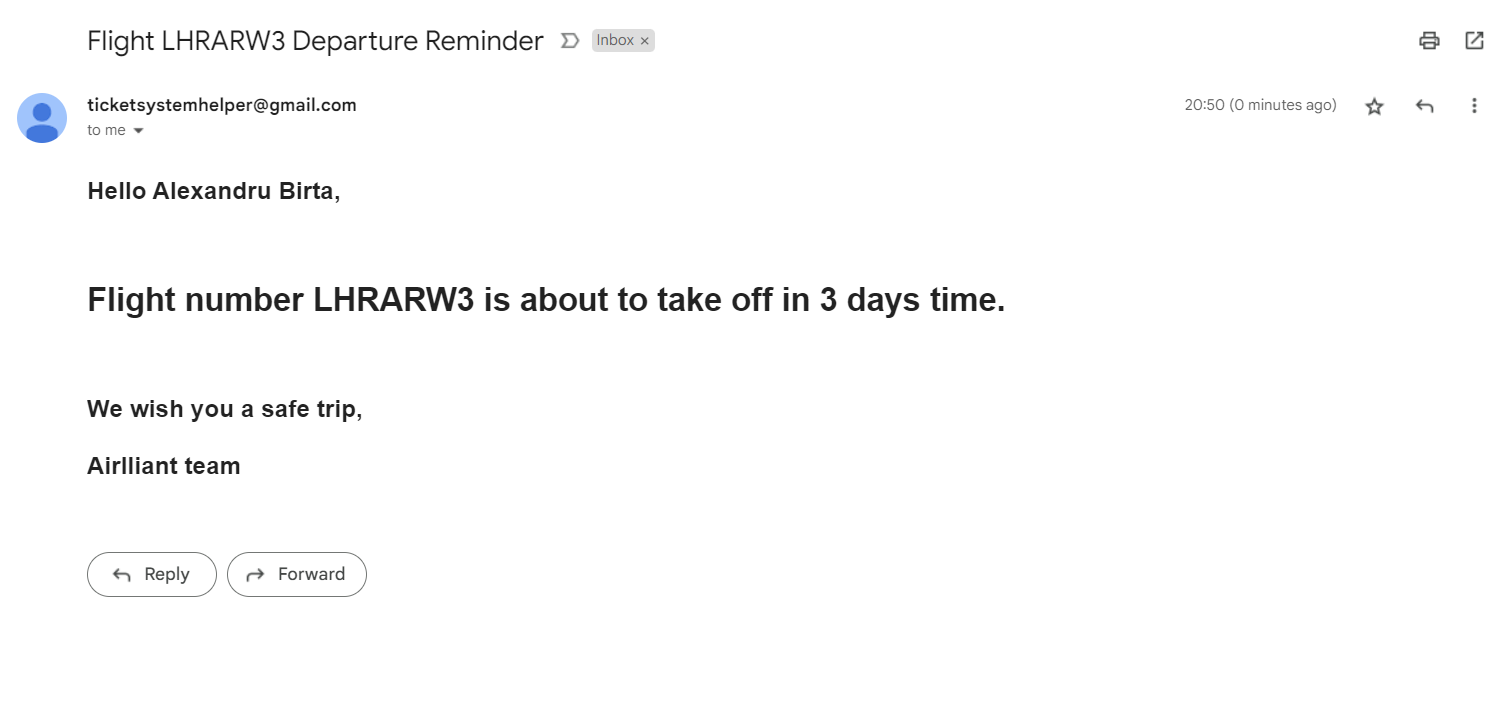 Flight LHRARW3 Departure Reminder
Inbox ×
ticketsystemhelper@gmail.com
20:50 (0 minutes ago)
to me
Hello Alexandru Birta,
Flight number LHRARW3 is about to take off in 3 days time.
We wish you a safe trip,
Airlliant team
Reply
Forward